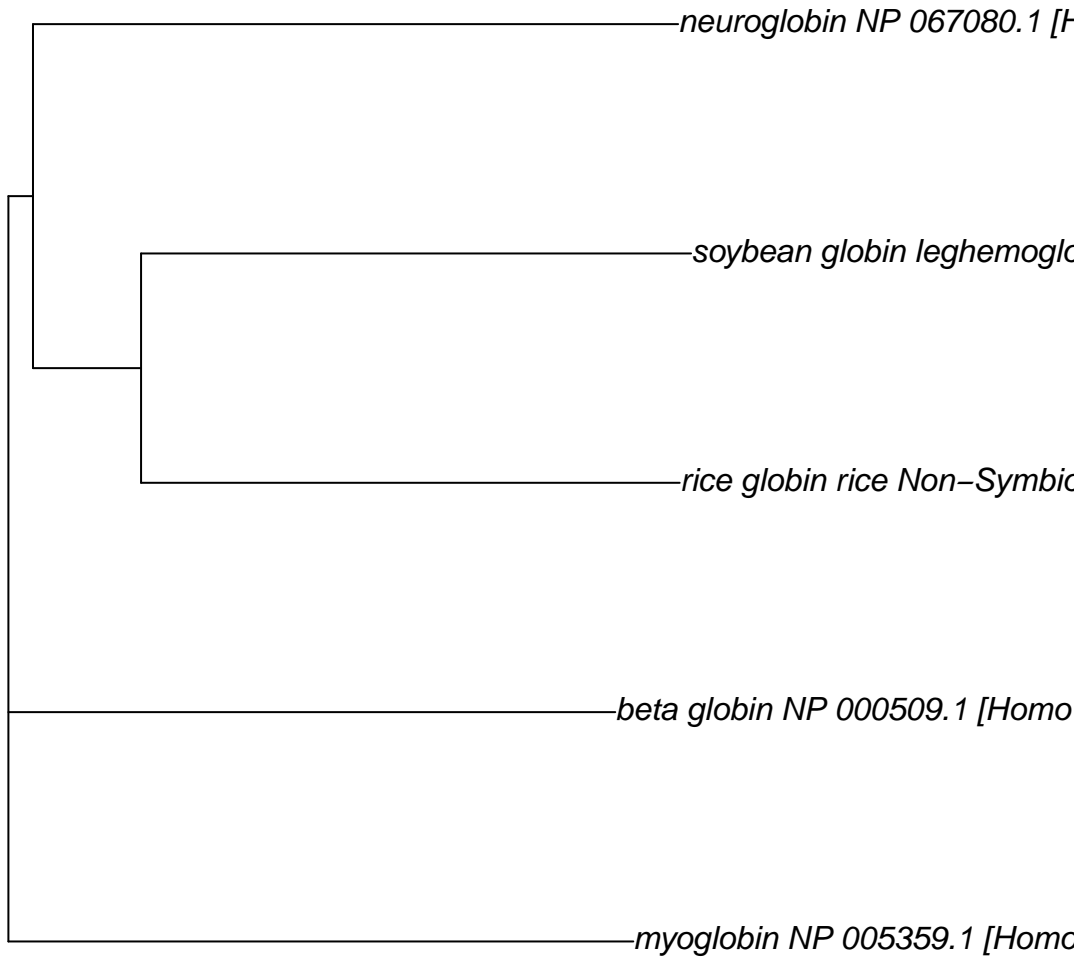 neuroglobin NP 067080.1 [H
soybean globin leghemoglo
rice globin rice Non−Symbio
beta globin NP 000509.1 [Homo
myoglobin NP 005359.1 [Homo